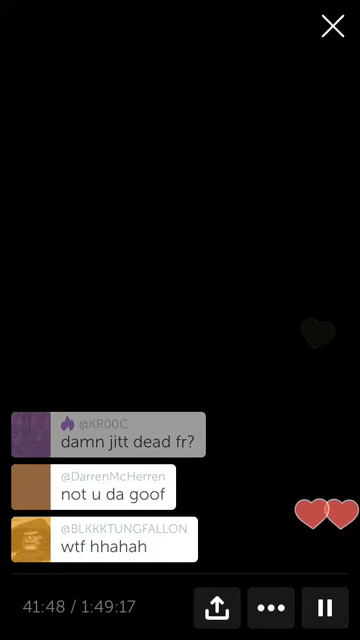 @KR00C
damn jitt dead fr?
@DarrenMcHerren
not u da goof
@BLKKKTUNGFALLON
wtf hhahah
41:48 / 1:49:17